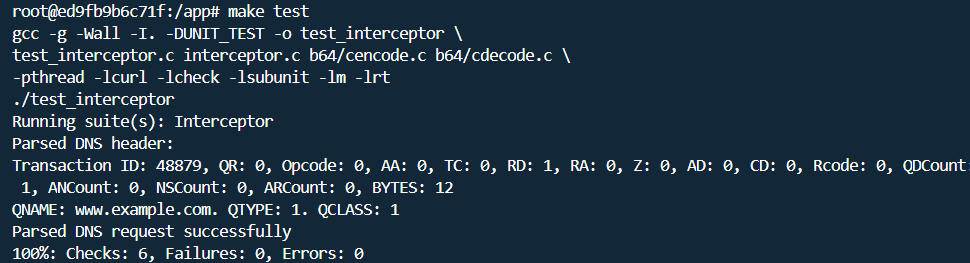 root@ed9fb9b6c71f:/app# make test
gcc -g -Wall -I. -DUNIT_TEST -o test_interceptor \
test_interceptor.c interceptor.c b64/cencode.c b64/cdecode.c \
-pthread -lcurl -lcheck -lsubunit -lm -lrt
./test_interceptor
Running suite(s): Interceptor
Parsed DNS header:
Transaction ID: 48879, QR: 0, Opcode: 0, AA: 0, TC: 0, RD: 1, RA: 0, Z: 0, AD: 0, CD: 0, Rcode: 0, QDCount:
1, ANCount: 0, NSCount: 0, ARCount: 0, BYTES: 12
QNAME: www.example.com. QTYPE: 1. QCLASS: 1
Parsed DNS request successfully
100%: Checks: 6, Failures: 0, Errors: 0